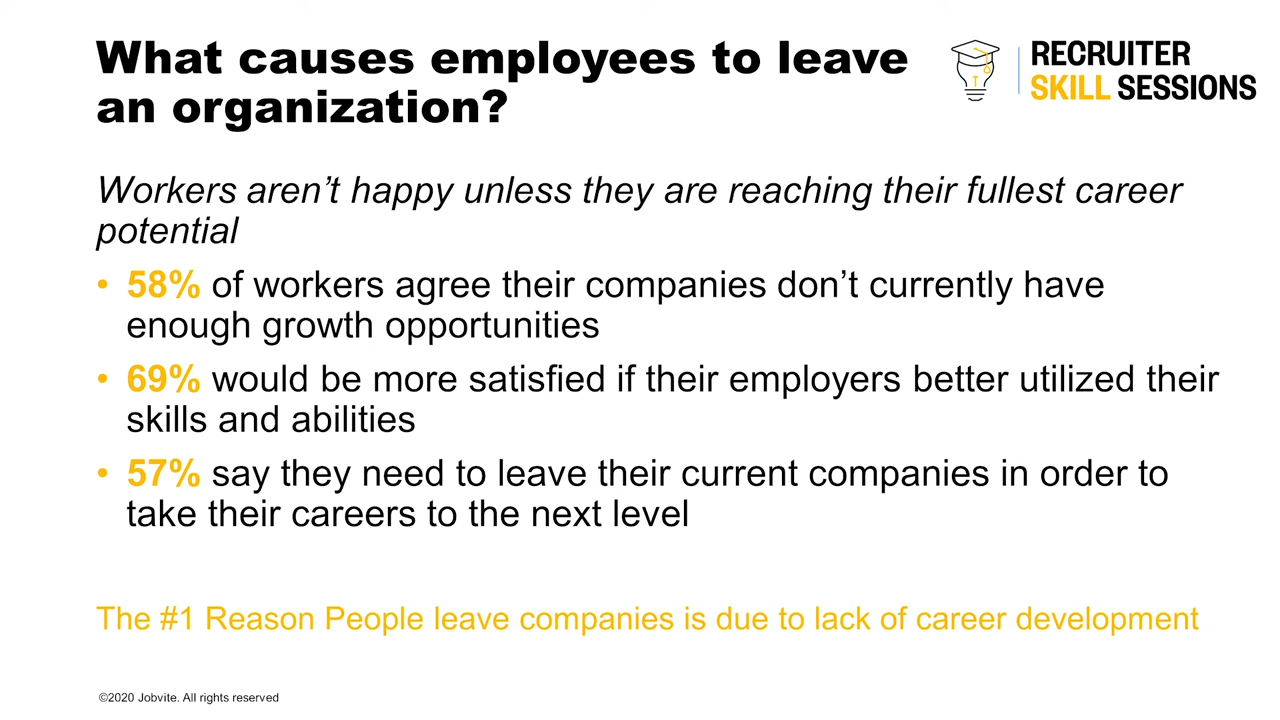 What causes employees to leave
an organization?
RECRUITER
SKILL SESSIONS
Workers aren’t happy unless they are reaching their fullest career
potential
• 58% of workers agree their companies don’t currently have
enough growth opportunities
• 69% would be more satisfied if their employers better utilized their
skills and abilities
• 57% say they need to leave their current companies in order to
take their careers to the next level
The #1 Reason People leave companies is due to lack of career development
©2020 Jobvite. All rights reserved